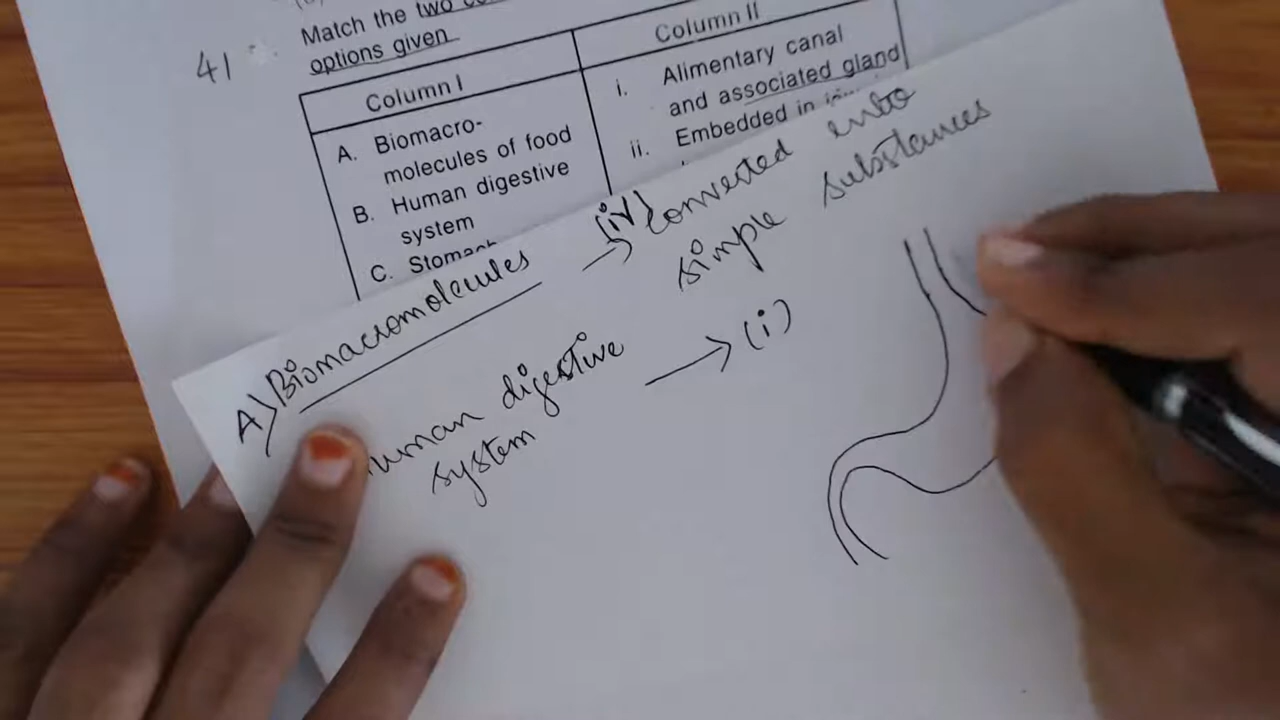 41
Match the two
options given
Column I
Column II
A. Biomacro-
molecules of food
B. Human digestive
system
C. Stomach
i. Alimentary canal
and associated gland
ii. Embedded in
A) Biomacromolecules → (iv) Converted into
simple substances
Human digestive
system → (i)